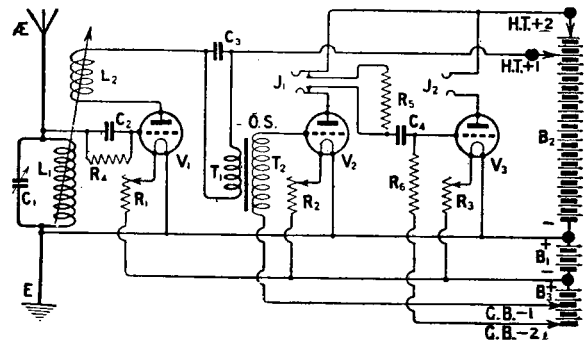 Æ
H.T.+2
C₃
H.T.+1
L₂
J₁
R₅
J₂
C₂
O.S.
C₄
B₂
L₁
R₄
V₁
T₁
T₂
V₂
V₃
C₁
R₁
R₂
R₆
R₃
−
+
B₁
−
+
E
B₃
G.B.-1
G.B.-2